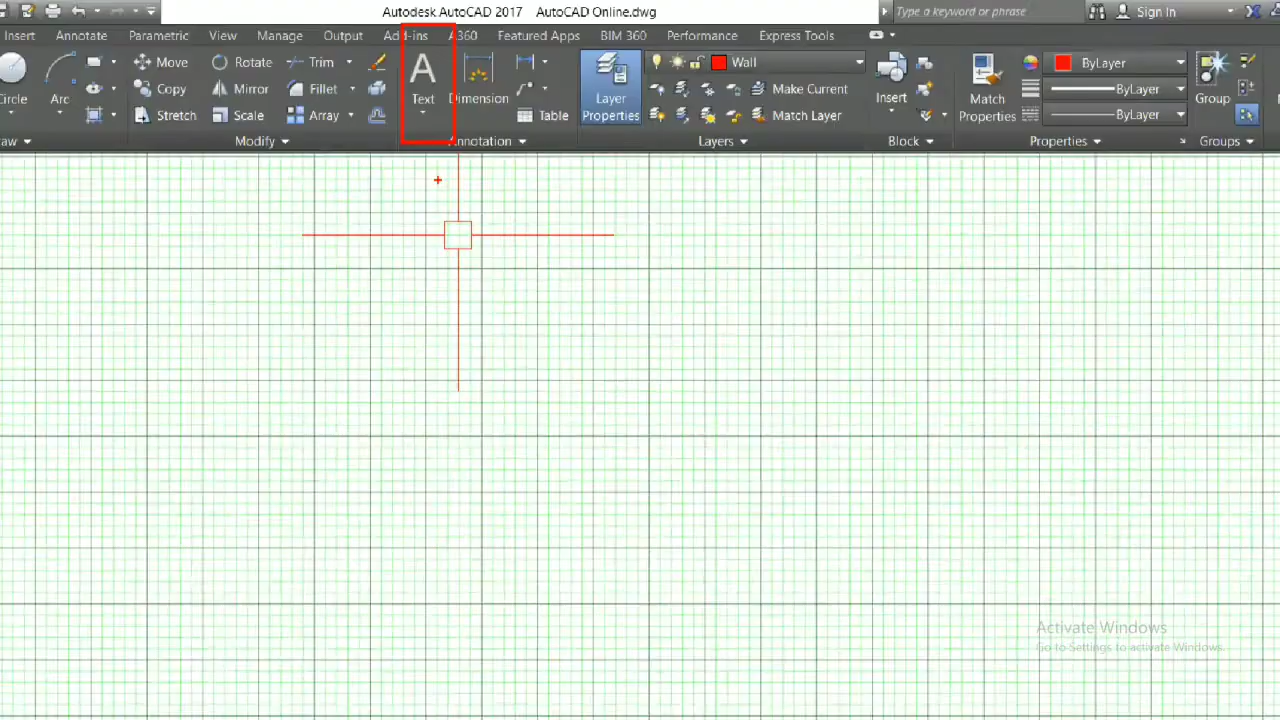 Autodesk AutoCAD 2017 AutoCAD Online.dwg
Type a keyword or phrase
Sign In
Insert Annotate Parametric View Manage Output Add-ins A360 Featured Apps BIM 360 Performance Express Tools
Move Rotate Trim
Copy Mirror Fillet
Stretch Scale Array
Circle Arc
Modify
Text Dimension
Table
Annotation
Layer
Properties
Wall
Make Current
Match Layer
Layers
Insert
Block
Match
Properties
ByLayer
ByLayer
ByLayer
Properties
Group
Groups
Activate Windows
Go to Settings to activate Windows.